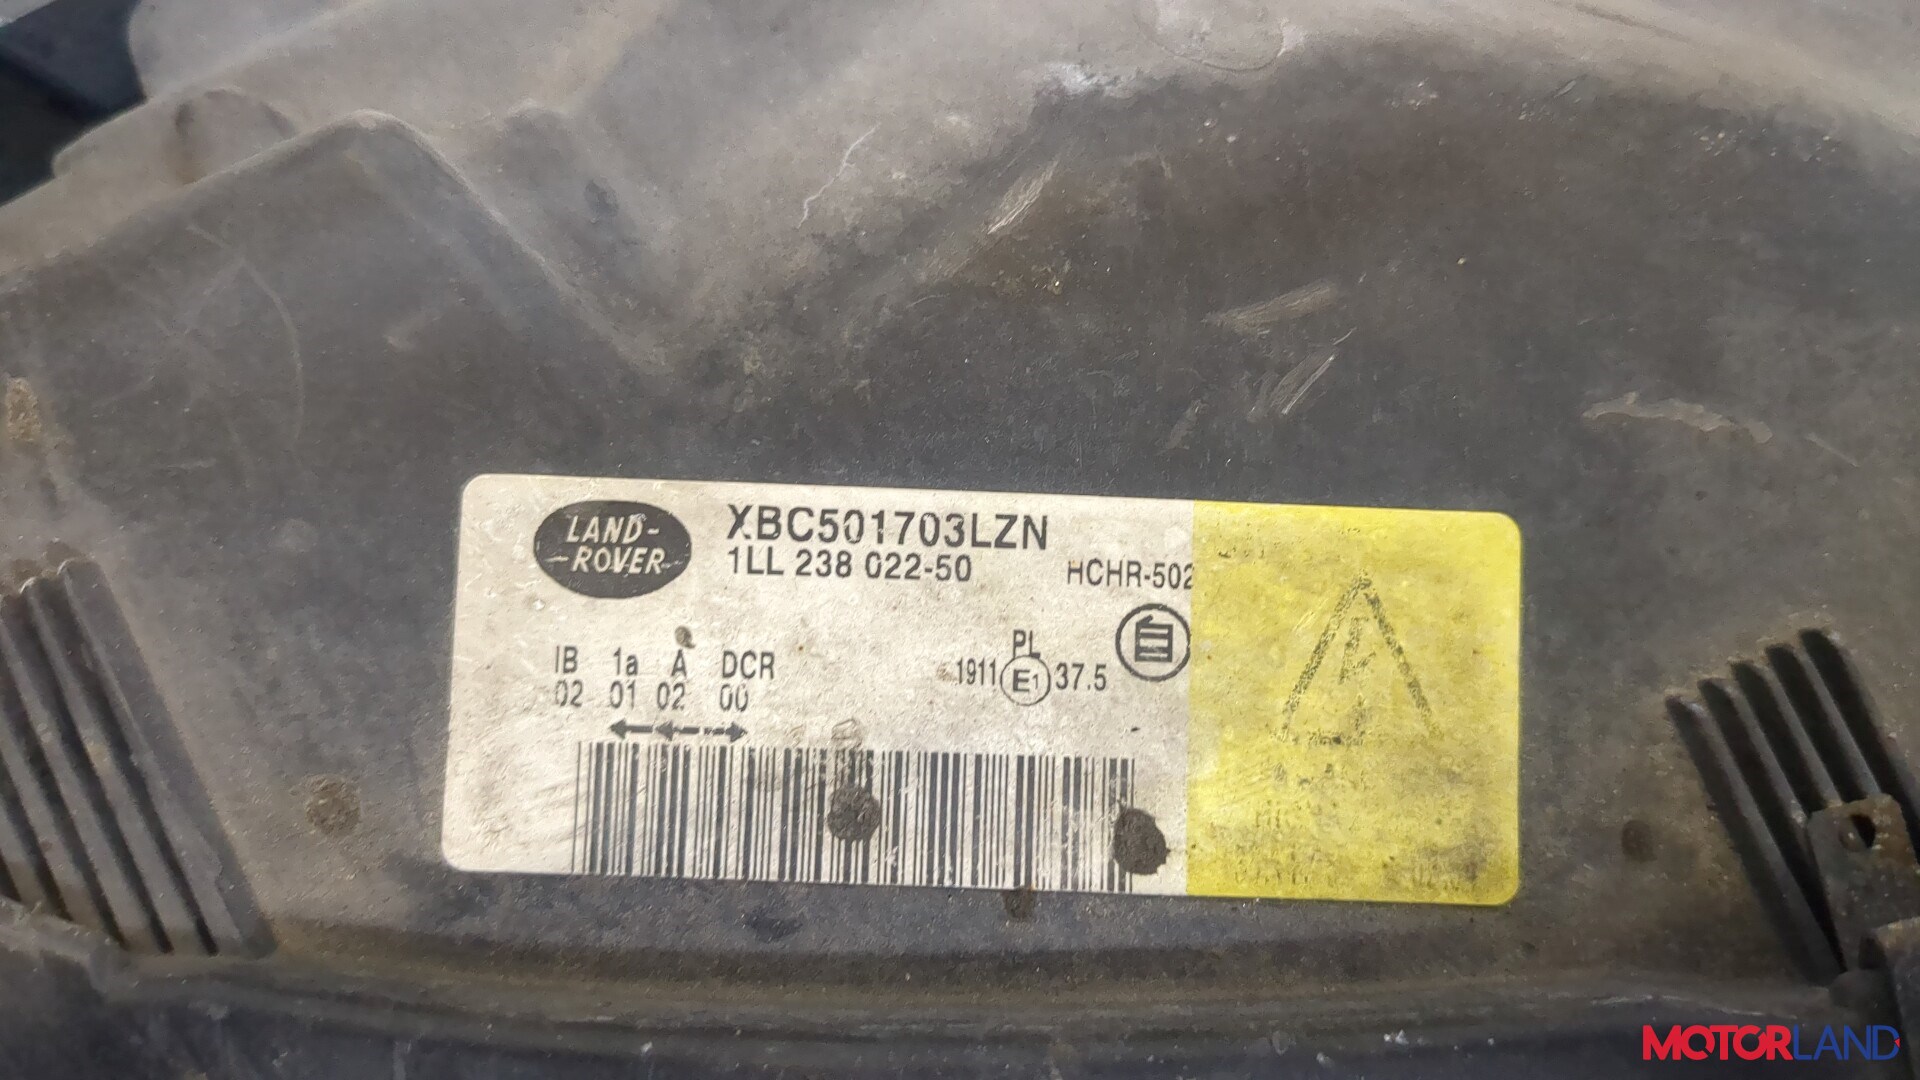 LAND-
-ROVER
XBC501703LZN
1LL 238 022-50
HCHR-502
IB 1a A DCR
02 01 02 00
PL
1911 E1 37.5
MOTORLAND